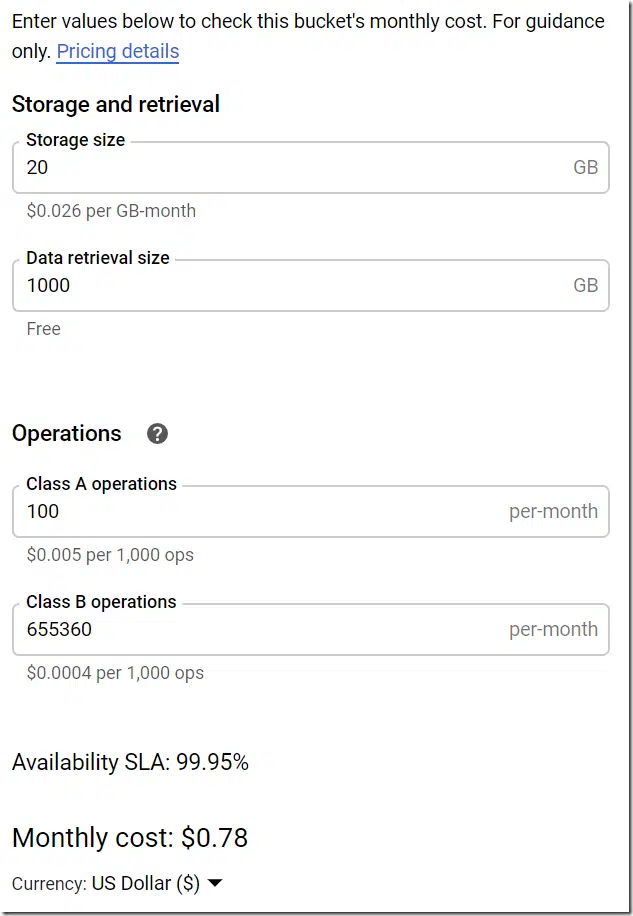 Enter values below to check this bucket's monthly cost. For guidance
only. Pricing details
Storage and retrieval
Storage size
20 GB
$0.026 per GB-month
Data retrieval size
1000 GB
Free
Operations ?
Class A operations
100 per-month
$0.005 per 1,000 ops
Class B operations
655360 per-month
$0.0004 per 1,000 ops
Availability SLA: 99.95%
Monthly cost: $0.78
Currency: US Dollar ($)